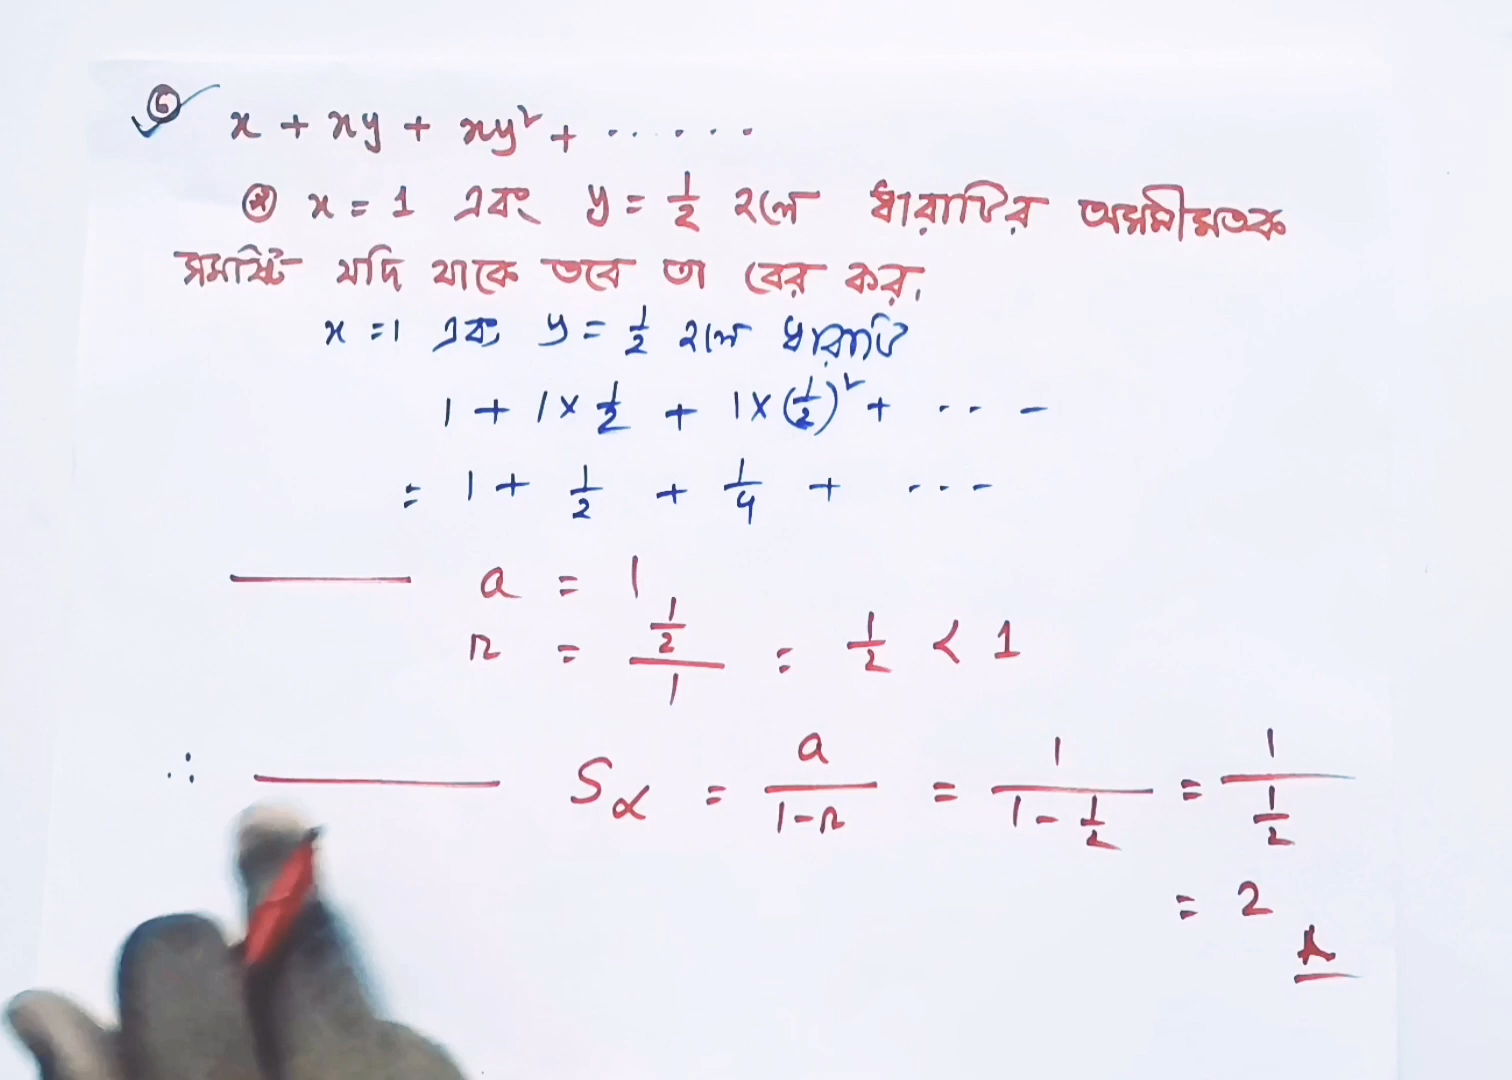 ৬ x + xy + xy² + ......
x = 1 এবং y = 1/2 হলে ধারাটির অসীমতক
সমষ্টি যদি থাকে তবে তা বের কর।
x = 1 এবং y = 1/2 হলে ধারাটি
1 + 1 × 1/2 + 1 × (1/2)² + ...
= 1 + 1/2 + 1/4 + ...
a = 1
r = (1/2)/1 = 1/2 < 1
∴ S∝ = a/(1-r) = 1/(1 - 1/2) = 1/(1/2)
= 2